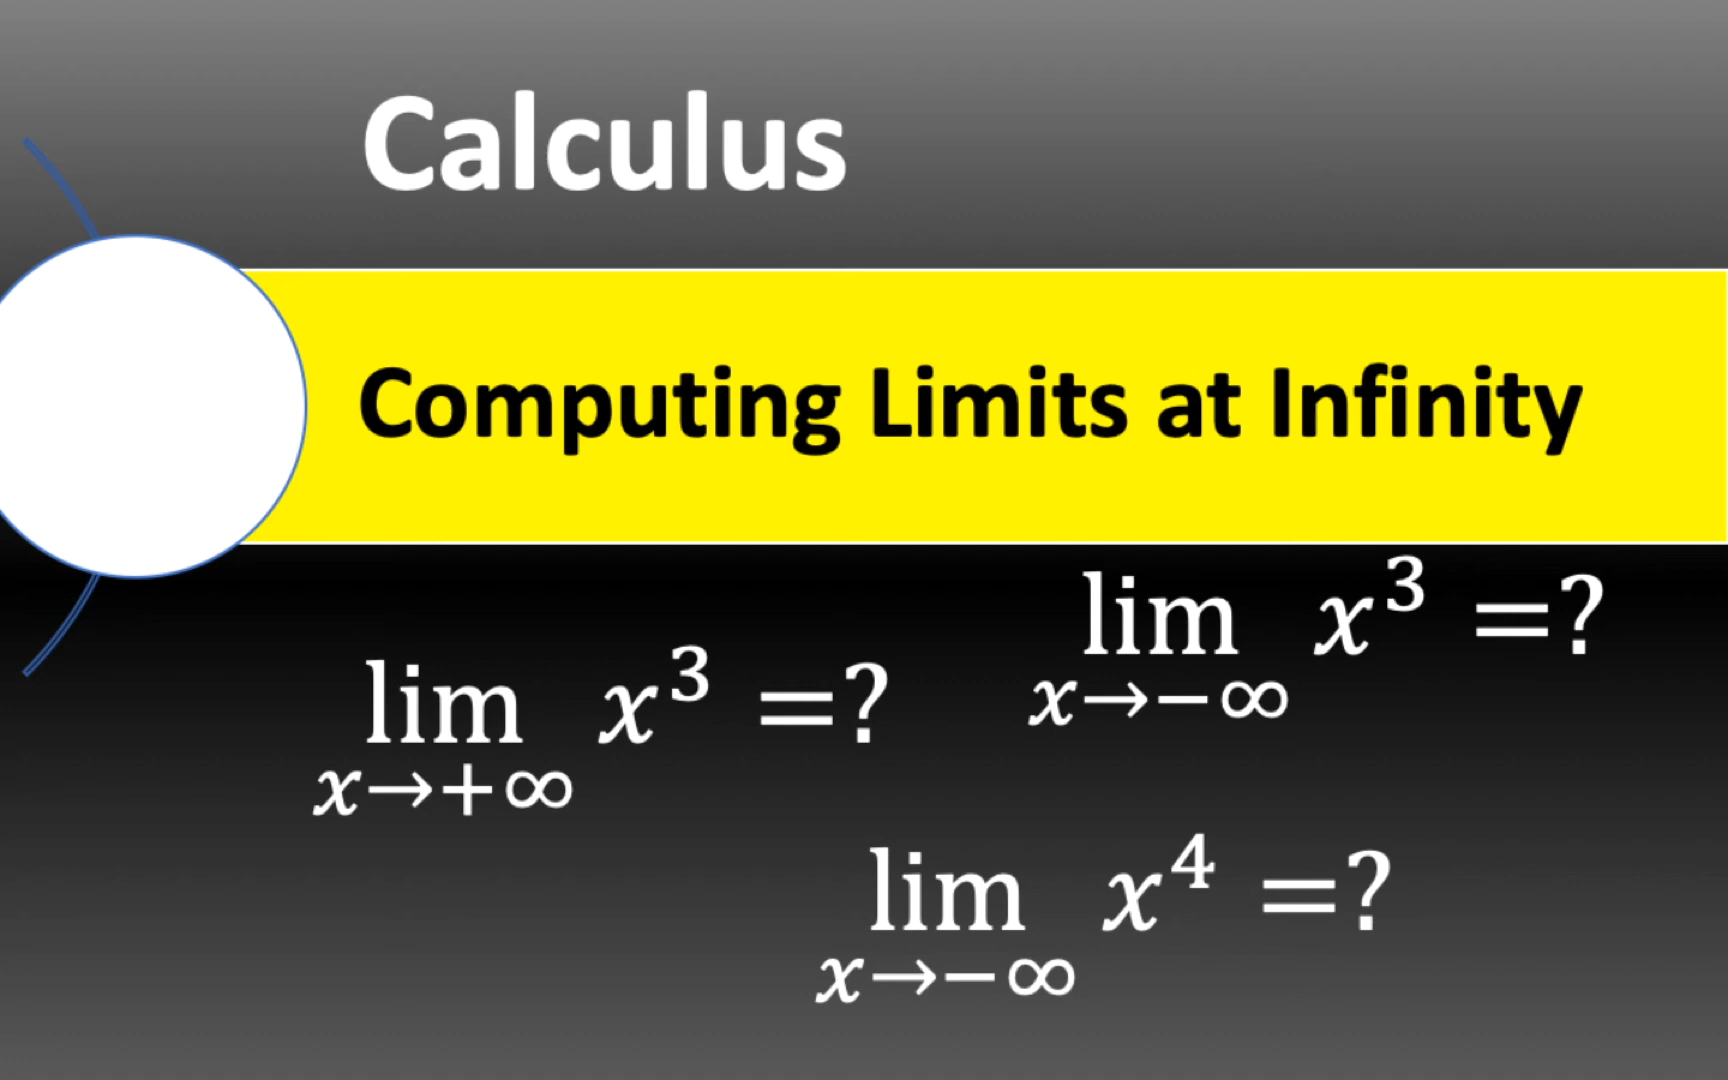 Calculus
Computing Limits at Infinity
lim x³ =?
x→+∞
lim x³ =?
x→−∞
lim x⁴ =?
x→−∞